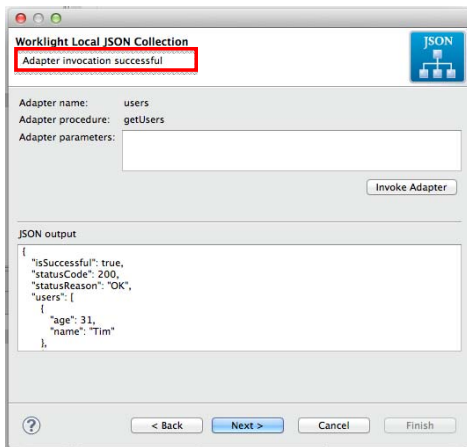 Worklight Local JSON Collection
Adapter invocation successful
JSON
Adapter name: users
Adapter procedure: getUsers
Adapter parameters:
Invoke Adapter
JSON output
{
"isSuccessful": true,
"statusCode": 200,
"statusReason": "OK",
"users": [
{
"age": 31,
"name": "Tim"
},
?
< Back Next > Cancel Finish